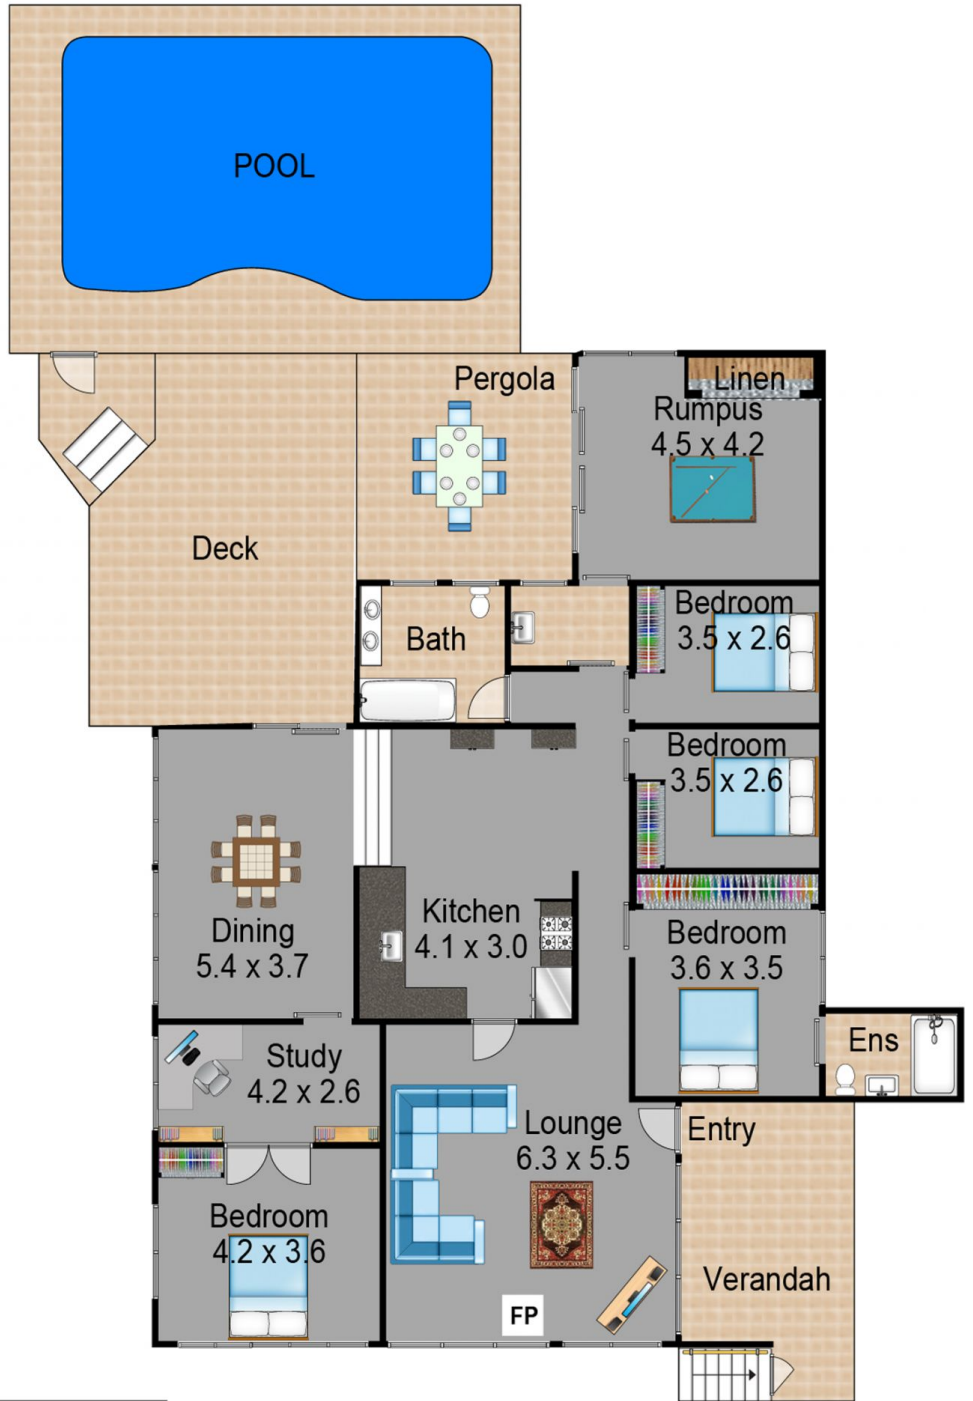 POOL
Pergola
Linen
Rumpus
4.5 x 4.2
Deck
Bath
Bedroom
3.5 x 2.6
Bedroom
3.5 x 2.6
Dining
5.4 x 3.7
Kitchen
4.1 x 3.0
Bedroom
3.6 x 3.5
Ens
Study
4.2 x 2.6
Lounge
6.3 x 5.5
Entry
Bedroom
4.2 x 3.6
Verandah
FP